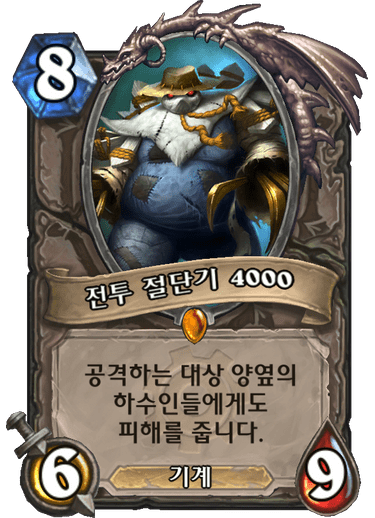 8
전투 절단기 4000
공격하는 대상 양옆의
하수인들에게도
피해를 줍니다.
6
기계
9